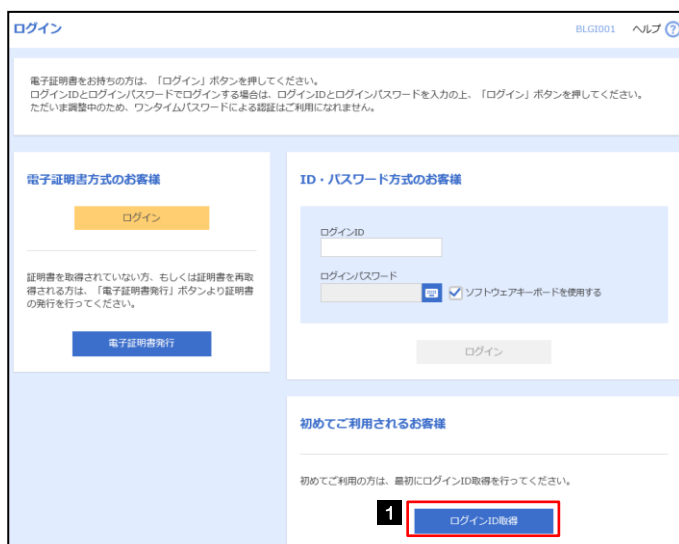 ログイン
BLGI001 ヘルプ ?
電子証明書をお持ちの方は、「ログイン」ボタンを押してください。
ログインIDとログインパスワードでログインする場合は、ログインIDとログインパスワードを入力の上、「ログイン」ボタンを押してください。
ただいま調整中のため、ワンタイムパスワードによる認証はご利用になれません。
電子証明書方式のお客様
ログイン
証明書を取得されていない方、もしくは証明書を再取
得される方は、「電子証明書発行」ボタンより証明書
の発行を行ってください。
電子証明書発行
ID・パスワード方式のお客様
ログインID
ログインパスワード
ソフトウェアキーボードを使用する
ログイン
初めてご利用されるお客様
初めてご利用の方は、最初にログインID取得を行ってください。
1
ログインID取得